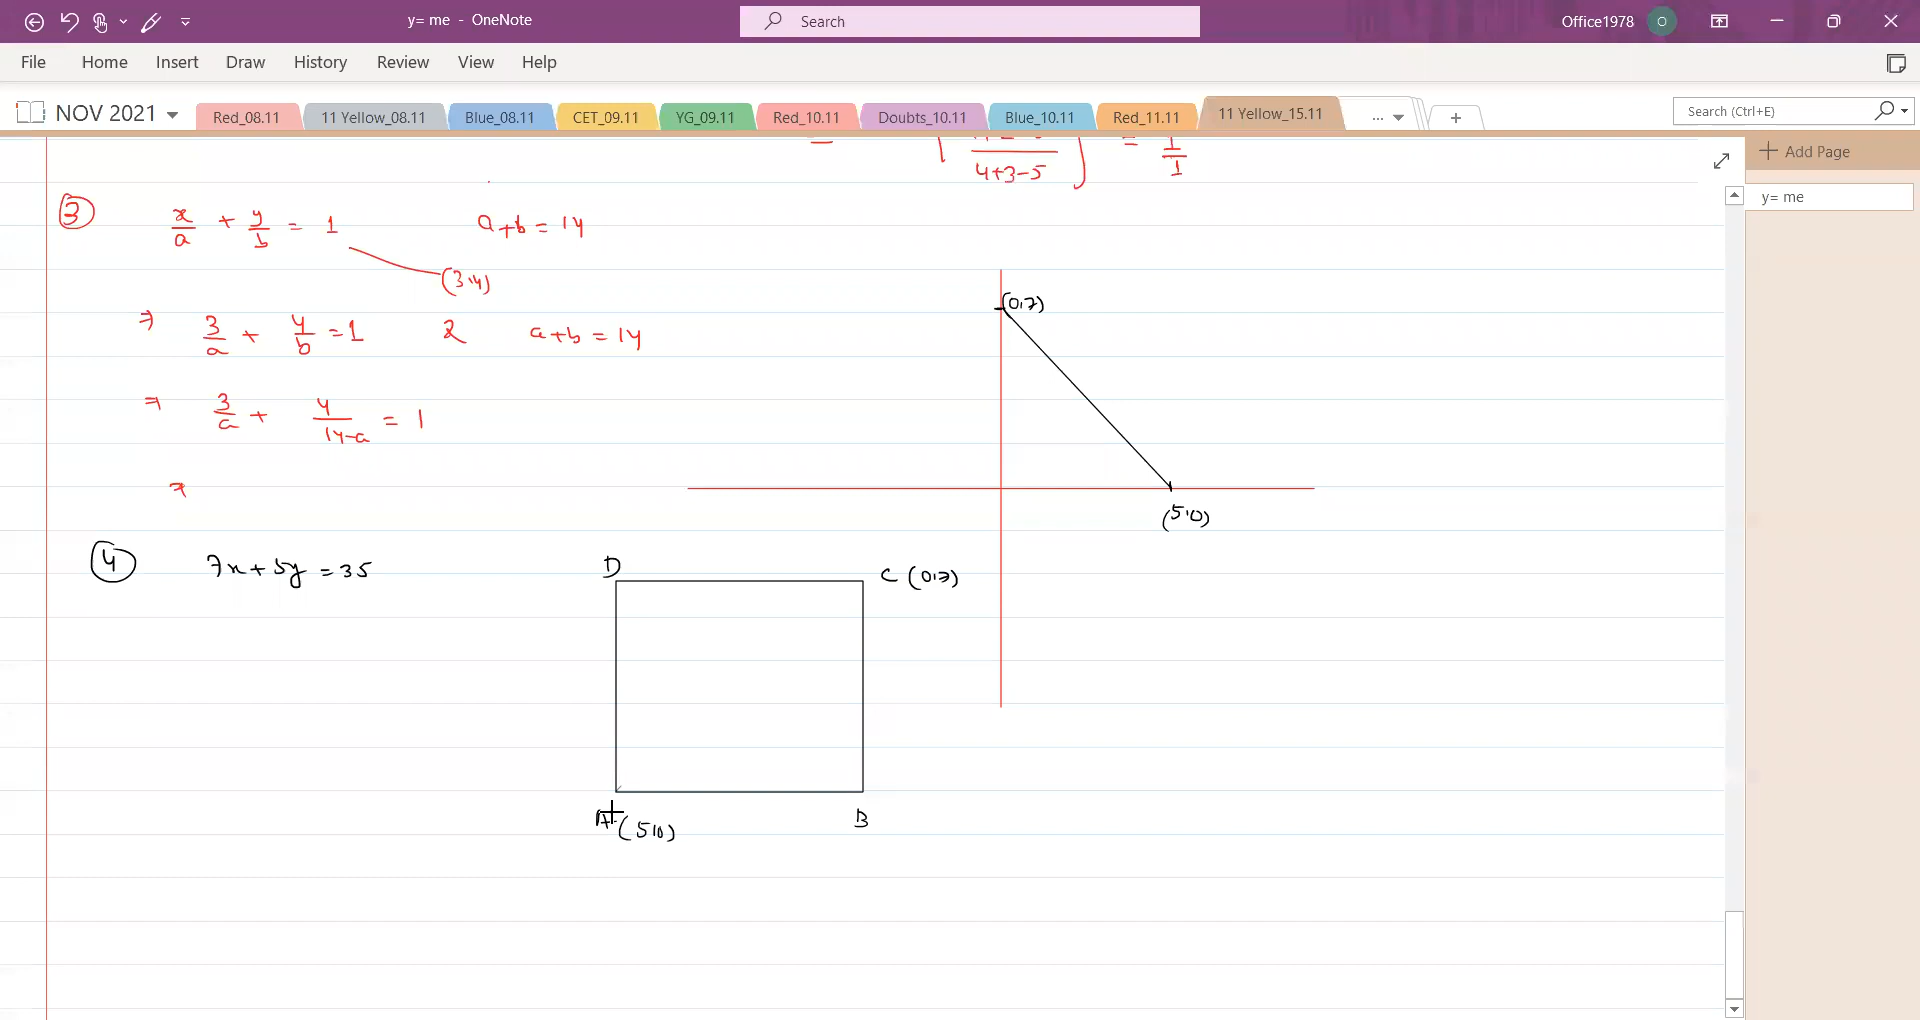 y= me - OneNote
Search
Office1978
O
File Home Insert Draw History Review View Help
NOV 2021
Red_08.11 11 Yellow_08.11 Blue_08.11 CET_09.11 YG_09.11 Red_10.11 Doubts_10.11 Blue_10.11 Red_11.11 11 Yellow_15.11 ... +
Search (Ctrl+E)
Add Page
y= me
4+3-5
= 1/1
3
x/a + y/b = 1 a+b = 14
(3,4)
⇒ 3/a + 4/b = 1 & a+b = 14
⇒ 3/a + 4/14-a = 1
⇒
(0,7)
(5,0)
4
7x + 5y = 35
D
C (0,7)
A (5,0)
B